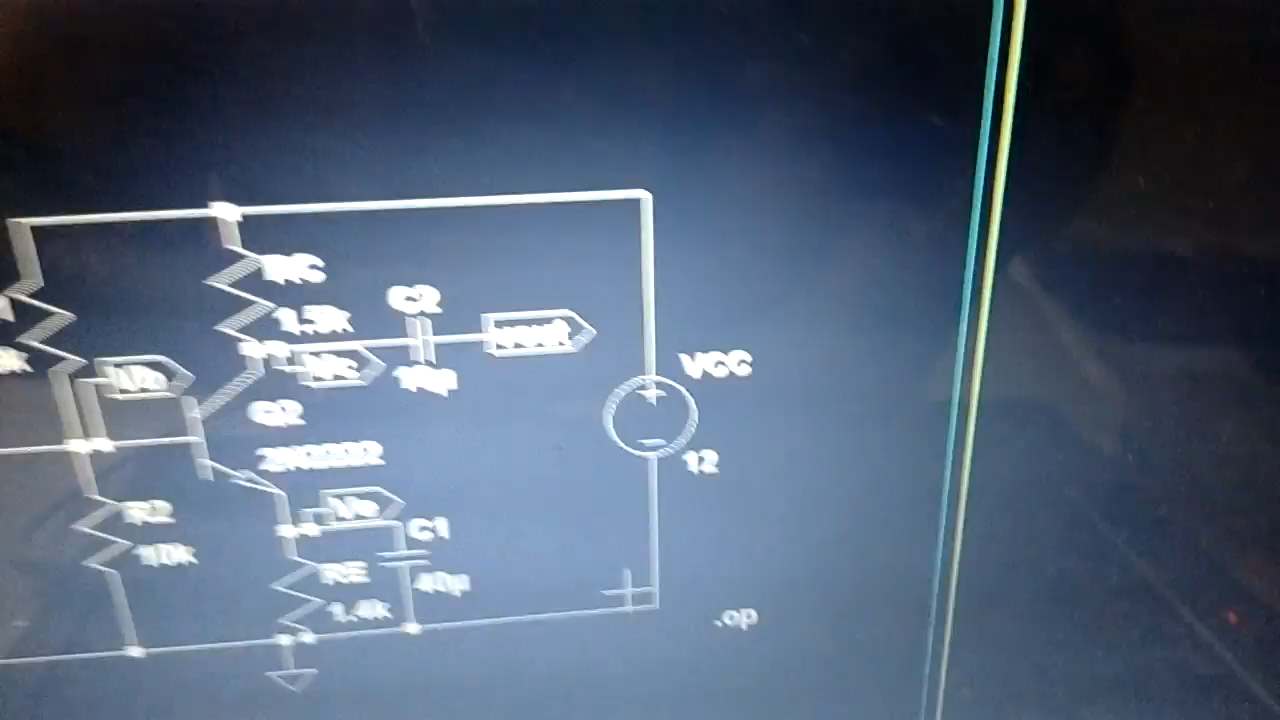 RC
1.5k
C2
Vout
Vc
10µ
Vb
VCC
12
Q2
2N2222
R2
10k
Ve
C1
RE
1.4k
.op